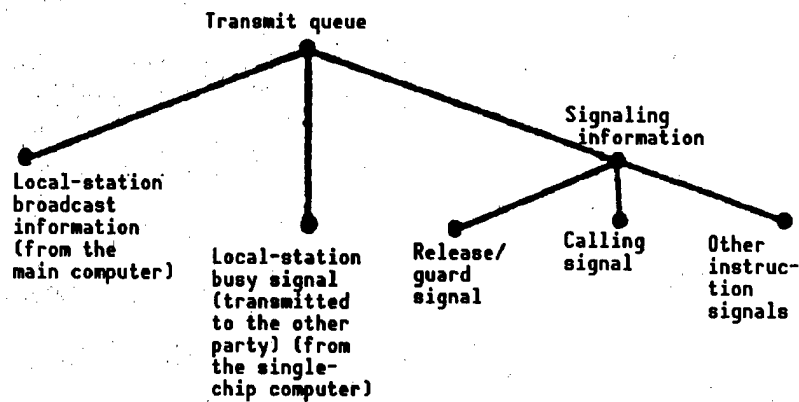 Transmit queue
Signaling
information
Local-station
broadcast
information
(from the
main computer)
Local-station
busy signal
(transmitted
to the other
party) (from
the single-
chip computer)
Release/
guard
signal
Calling
signal
Other
instruc-
tion
signals